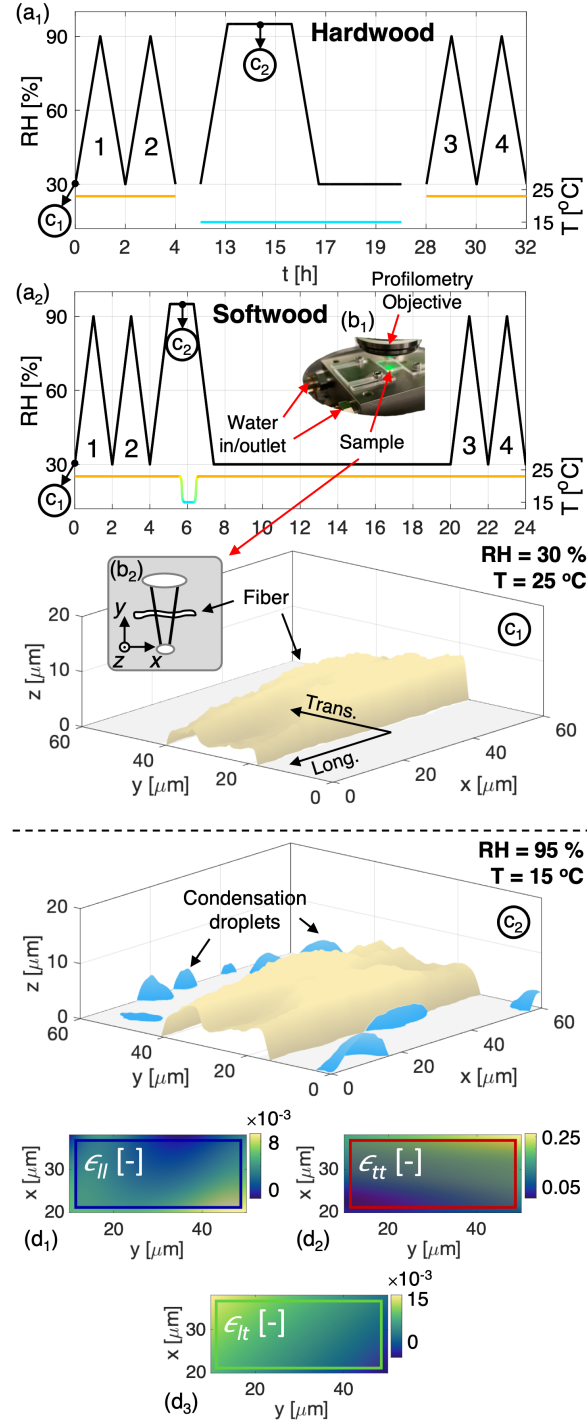 (a1)
Hardwood
90
60
30
RH [%]
1
2
c2
3
4
c1
25
15
T [°C]
0 2 4 13 15 17 19 28 30 32
t [h]
(a2)
Softwood
Profilometry
Objective
(b1)
90
60
30
RH [%]
1
2
c2
Water
in/outlet
Sample
3
4
c1
25
15
T [°C]
0 2 4 6 8 10 12 14 16 18 20 22 24
RH = 30 %
T = 25 °C
(b2)
y
z
x
Fiber
c1
20
10
0
z [μm]
Trans.
Long.
60
40
20
0
y [μm]
0
20
40
60
x [μm]
RH = 95 %
T = 15 °C
Condensation
droplets
c2
20
10
0
z [μm]
60
40
20
0
y [μm]
0
20
40
60
x [μm]
×10-3
8
0
ϵll [-]
x [μm]
30
20
20 40
y [μm]
(d1)
0.25
0.05
ϵtt [-]
x [μm]
30
20
20 40
y [μm]
(d2)
×10-3
15
0
ϵlt [-]
x [μm]
30
20
20 40
y [μm]
(d3)